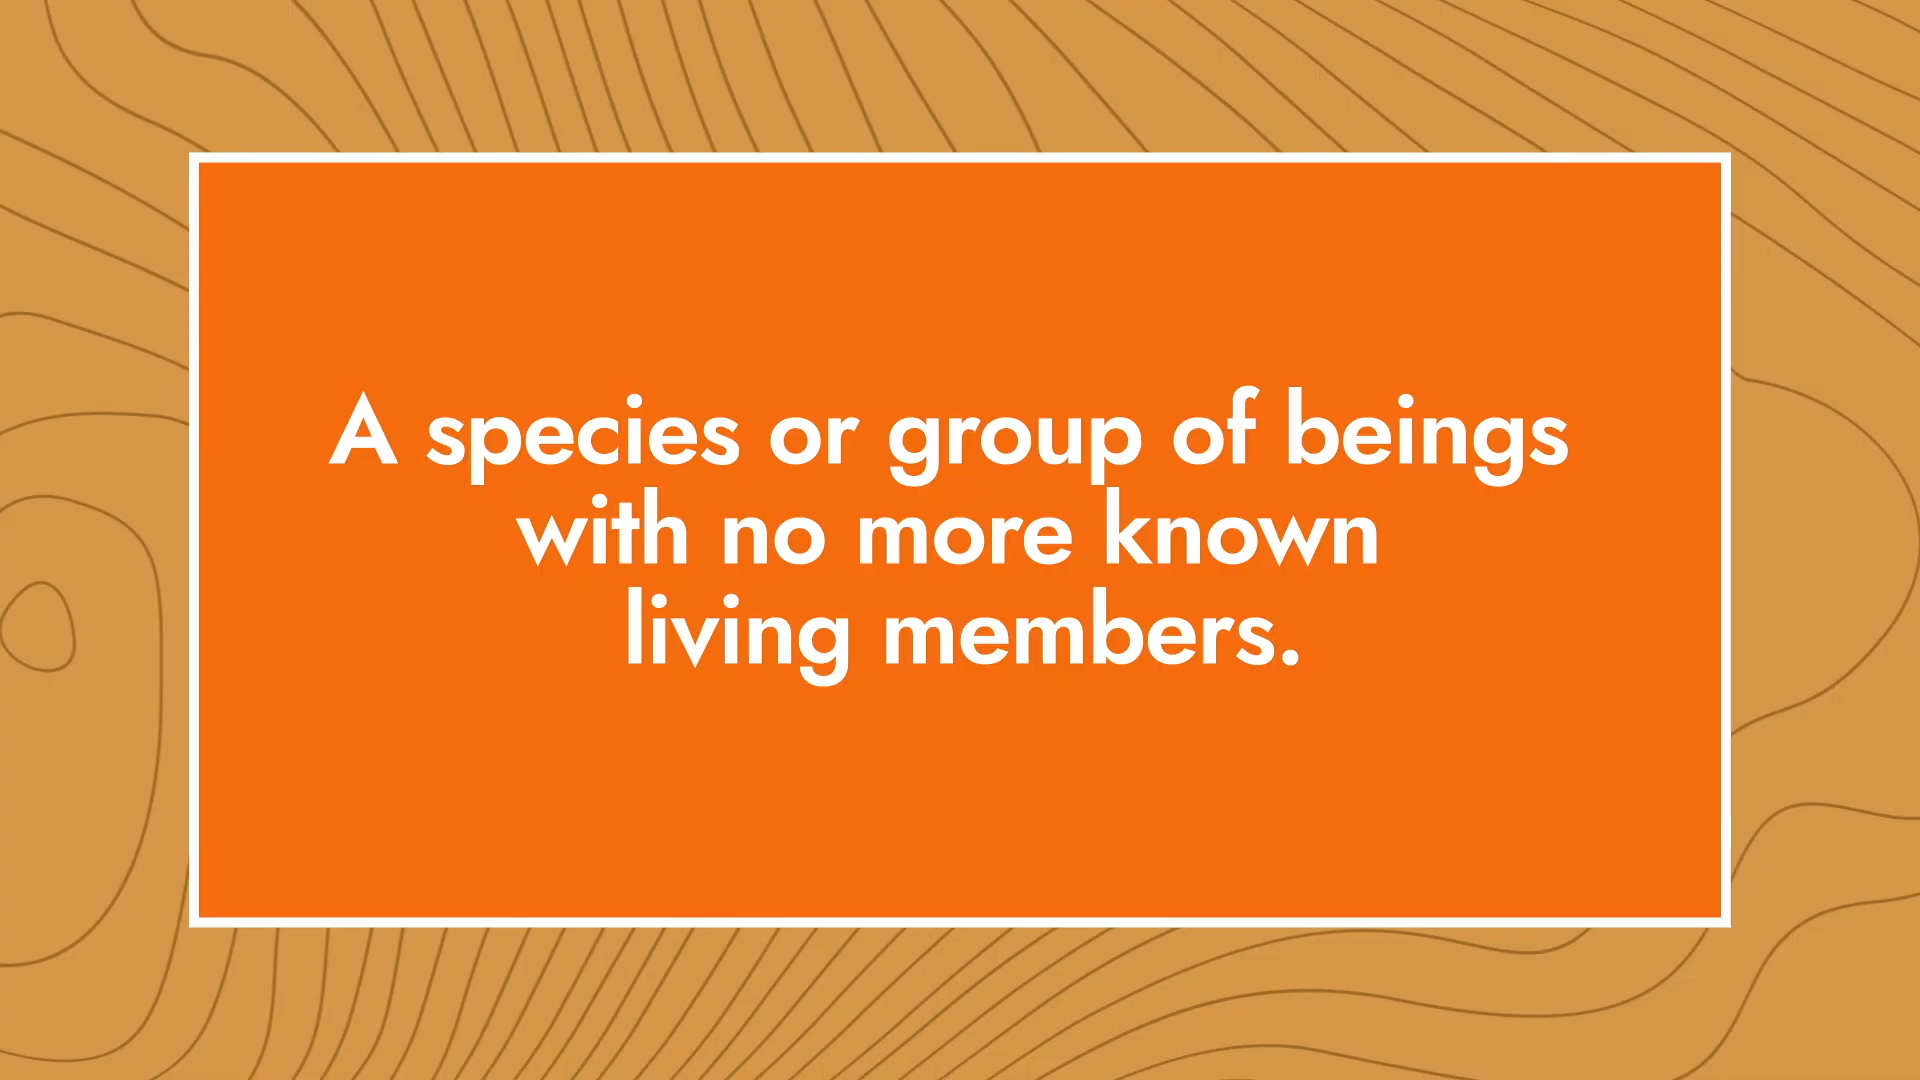 A species or group of beings
with no more known
living members.